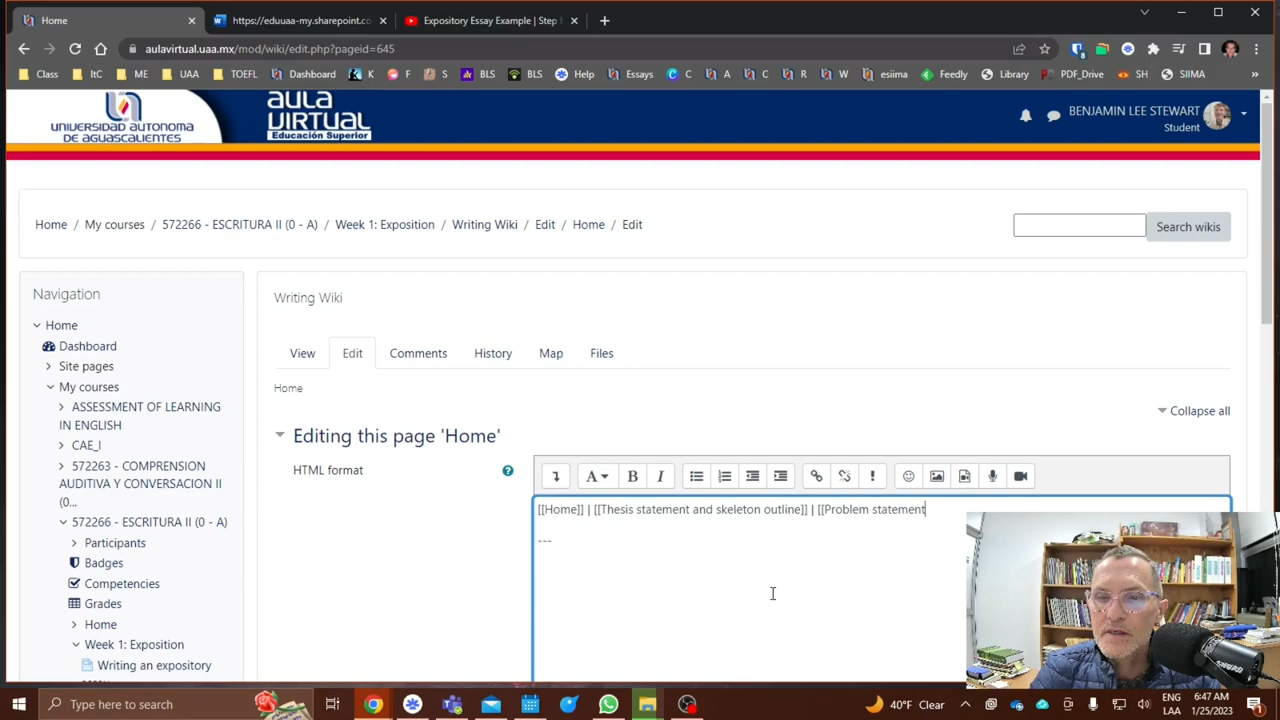 Home
https://eduuaa-my.sharepoint.co
Expository Essay Example | Step
aulavirtual.uaa.mx/mod/wiki/edit.php?pageid=645
Class
ItC
ME
UAA
TOEFL
Dashboard
K
F
S
BLS
BLS
Help
Essays
C
A
C
R
W
esiima
Feedly
Library
PDF_Drive
SH
SIIMA
UNIVERSIDAD AUTONOMA
DE AGUASCALIENTES
AULA
VIRTUAL
Educación Superior
BENJAMIN LEE STEWART
Student
Home / My courses / 572266 - ESCRITURA II (0 - A) / Week 1: Exposition / Writing Wiki / Edit / Home / Edit
Search wikis
Navigation
Home
Dashboard
Site pages
My courses
ASSESSMENT OF LEARNING
IN ENGLISH
CAE_I
572263 - COMPRENSION
AUDITIVA Y CONVERSACION II
(0...
572266 - ESCRITURA II (0 - A)
Participants
Badges
Competencies
Grades
Home
Week 1: Exposition
Writing an expository
Writing Wiki
View
Edit
Comments
History
Map
Files
Home
Collapse all
Editing this page 'Home'
HTML format
A
B
I
[[Home]] | [[Thesis statement and skeleton outline]] | [[Problem statement
---
Type here to search
40°F Clear
ENG
LAA
6:47 AM
1/25/2023